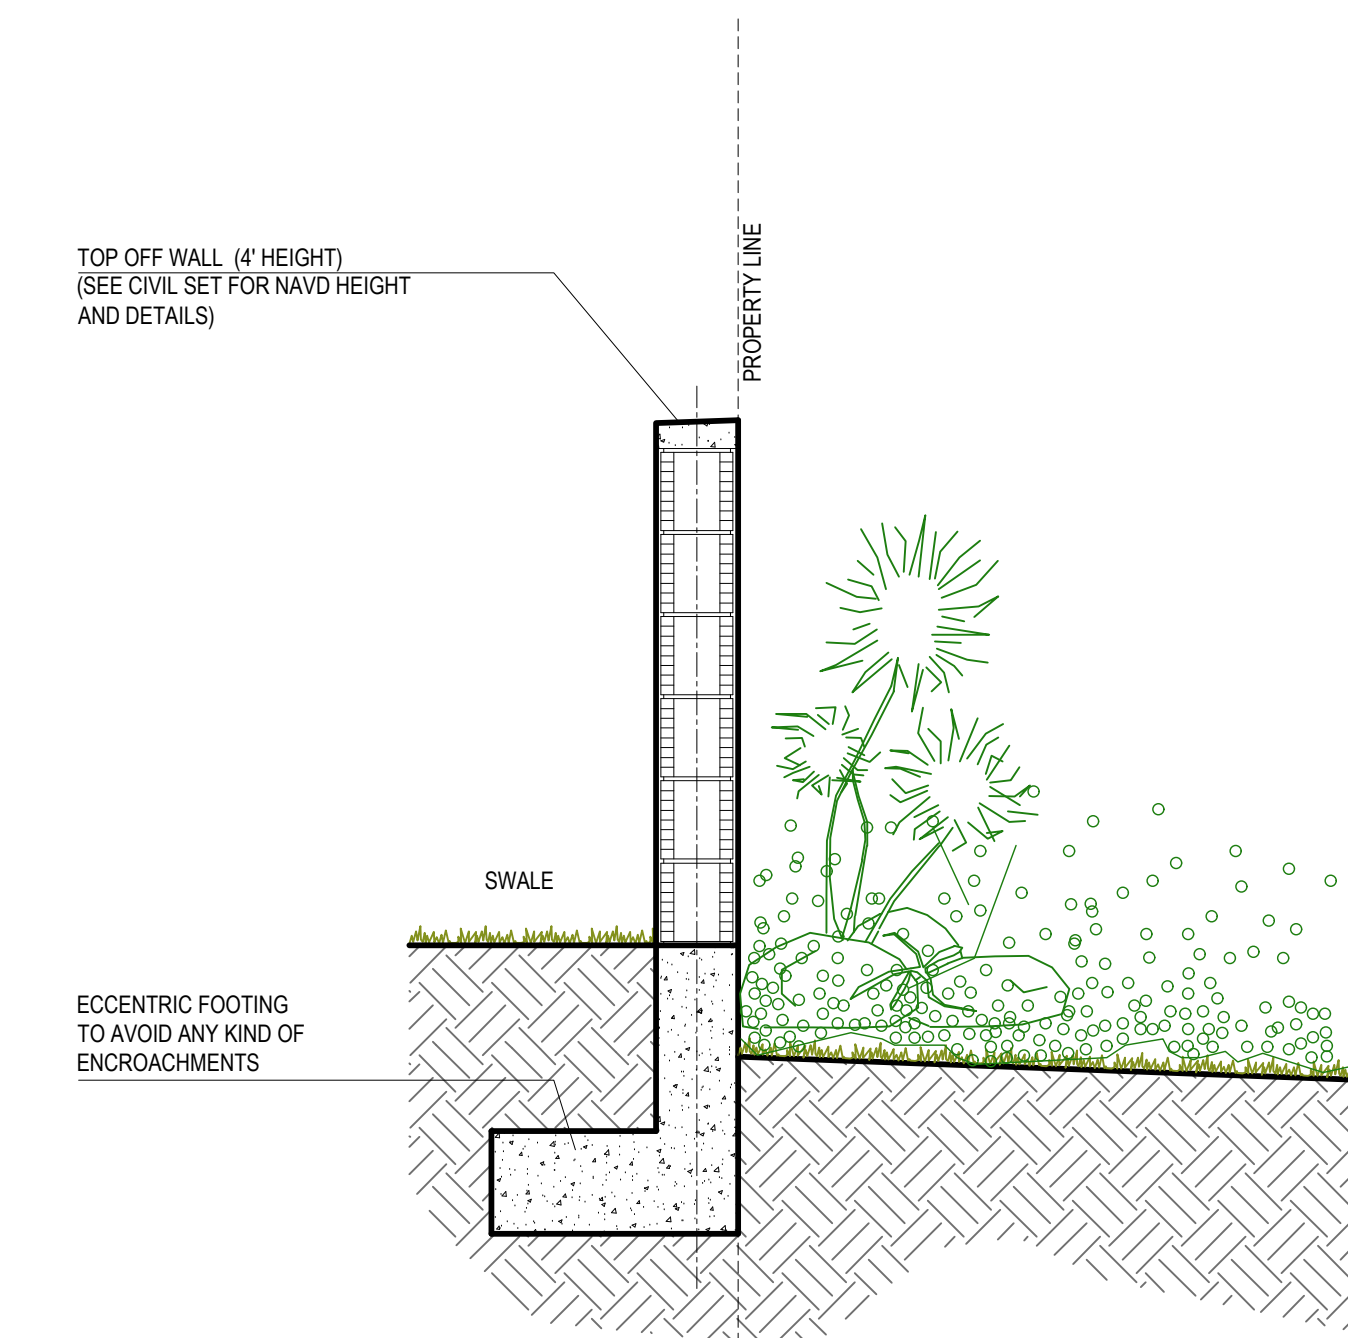 TOP OFF WALL (4' HEIGHT)
(SEE CIVIL SET FOR NAVD HEIGHT
AND DETAILS)
PROPERTY LINE
SWALE
ECCENTRIC FOOTING
TO AVOID ANY KIND OF
ENCROACHMENTS